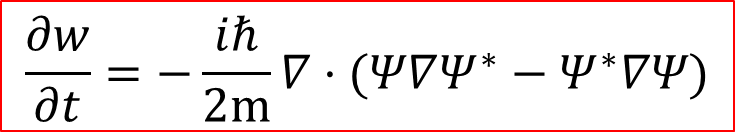 ∂w/∂t = − iħ/2m ∇ · (Ψ∇Ψ* − Ψ*∇Ψ)